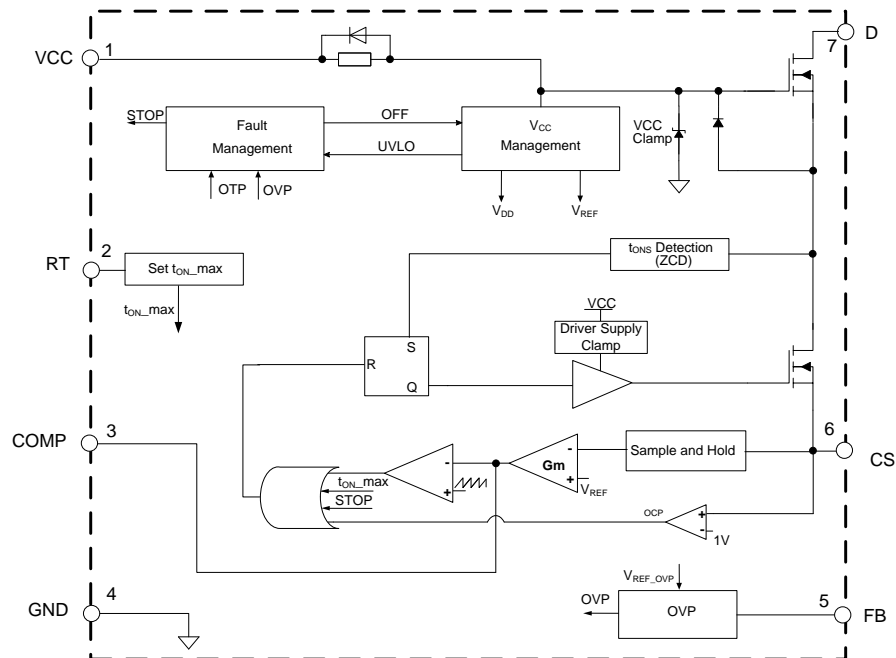 VCC
1
7
D
STOP
Fault
Management
OFF
UVLO
VCC
Management
VCC
Clamp
OTP
OVP
VDD
VREF
RT
2
Set tON_max
tON_max
tONS Detection
(ZCD)
VCC
Driver Supply
Clamp
S
R
Q
COMP
3
6
CS
-
+
Gm
-
+
VREF
Sample and Hold
tON_max
STOP
OCP
+
-
1V
GND
4
VREF_OVP
OVP
OVP
5
FB